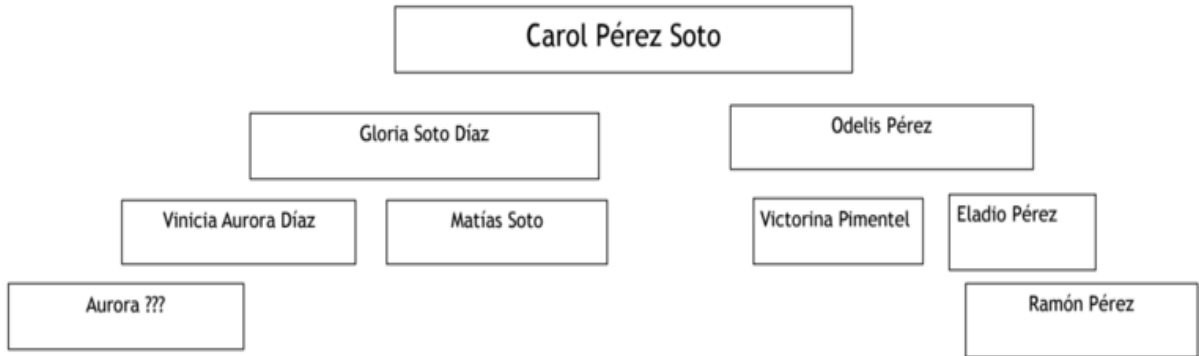 Carol Pérez Soto
Gloria Soto Díaz
Odelis Pérez
Vinicia Aurora Díaz
Matías Soto
Victorina Pimentel
Eladio Pérez
Aurora ???
Ramón Pérez